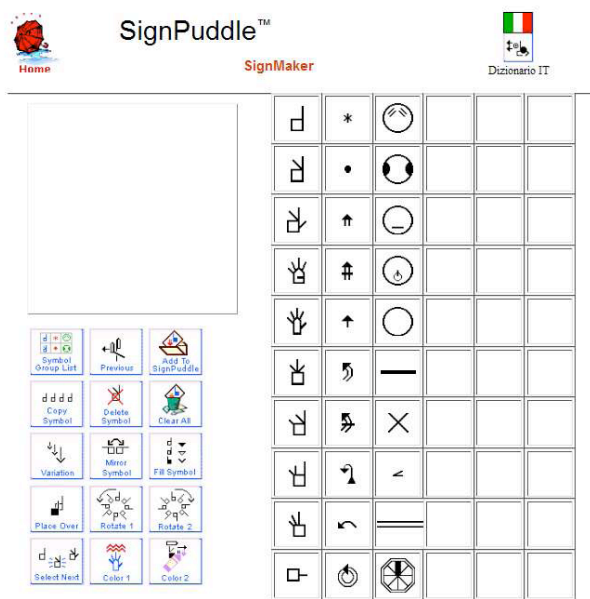 SignPuddle™
SignMaker
Home
Dizionario IT
Symbol
Group List
Previous
Add To
SignPuddle
Copy
Symbol
Delete
Symbol
Clear All
Variation
Mirror
Symbol
Fill Symbol
Place Over
Rotate 1
Rotate 2
Select Next
Color 1
Color 2